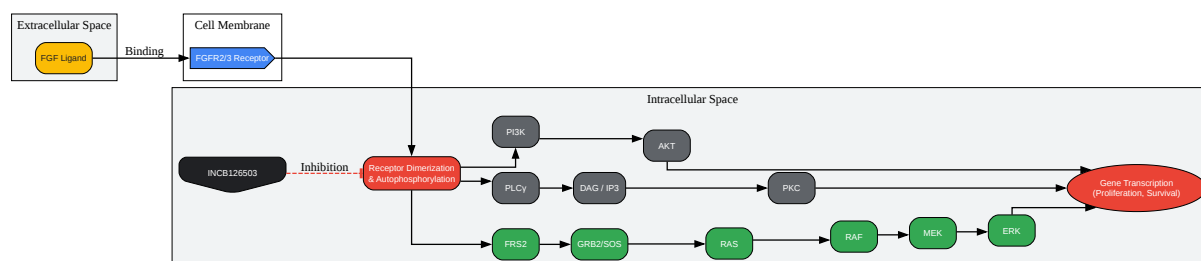 Extracellular Space
Cell Membrane
FGF Ligand
Binding
FGFR2/3 Receptor
Intracellular Space
INCB126503
Inhibition
Receptor Dimerization
& Autophosphorylation
PI3K
AKT
PLCγ
DAG / IP3
PKC
Gene Transcription
(Proliferation, Survival)
FRS2
GRB2/SOS
RAS
RAF
MEK
ERK